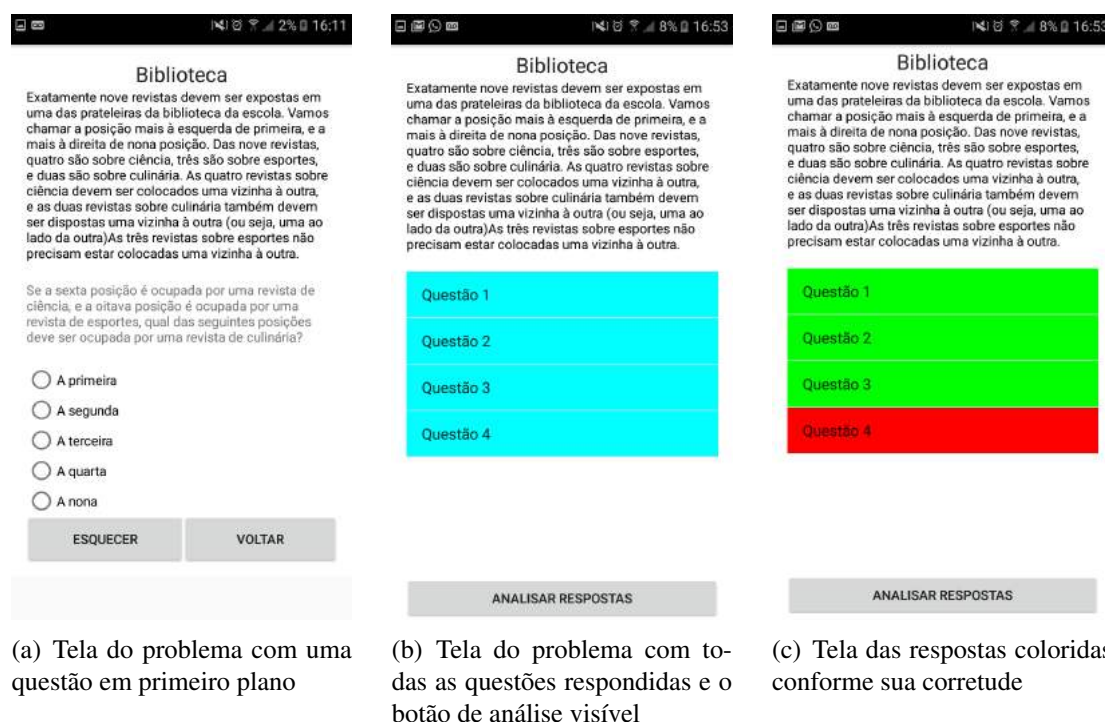 2% 16:11
Biblioteca
Exatamente nove revistas devem ser expostas em
uma das prateleiras da biblioteca da escola. Vamos
chamar a posição mais à esquerda de primeira, e a
mais à direita de nona posição. Das nove revistas,
quatro são sobre ciência, três são sobre esportes,
e duas são sobre culinária. As quatro revistas sobre
ciência devem ser colocados uma vizinha à outra,
e as duas revistas sobre culinária também devem
ser dispostas uma vizinha à outra (ou seja, uma ao
lado da outra)As três revistas sobre esportes não
precisam estar colocadas uma vizinha à outra.
Se a sexta posição é ocupada por uma revista de
ciência, e a oitava posição é ocupada por uma
revista de esportes, qual das seguintes posições
deve ser ocupada por uma revista de culinária?
A primeira
A segunda
A terceira
A quarta
A nona
ESQUECER VOLTAR
(a) Tela do problema com uma
questão em primeiro plano
8% 16:53
Biblioteca
Exatamente nove revistas devem ser expostas em
uma das prateleiras da biblioteca da escola. Vamos
chamar a posição mais à esquerda de primeira, e a
mais à direita de nona posição. Das nove revistas,
quatro são sobre ciência, três são sobre esportes,
e duas são sobre culinária. As quatro revistas sobre
ciência devem ser colocados uma vizinha à outra,
e as duas revistas sobre culinária também devem
ser dispostas uma vizinha à outra (ou seja, uma ao
lado da outra)As três revistas sobre esportes não
precisam estar colocadas uma vizinha à outra.
Questão 1
Questão 2
Questão 3
Questão 4
ANALISAR RESPOSTAS
(b) Tela do problema com to-
das as questões respondidas e o
botão de análise visível
8% 16:53
Biblioteca
Exatamente nove revistas devem ser expostas em
uma das prateleiras da biblioteca da escola. Vamos
chamar a posição mais à esquerda de primeira, e a
mais à direita de nona posição. Das nove revistas,
quatro são sobre ciência, três são sobre esportes,
e duas são sobre culinária. As quatro revistas sobre
ciência devem ser colocados uma vizinha à outra,
e as duas revistas sobre culinária também devem
ser dispostas uma vizinha à outra (ou seja, uma ao
lado da outra)As três revistas sobre esportes não
precisam estar colocadas uma vizinha à outra.
Questão 1
Questão 2
Questão 3
Questão 4
ANALISAR RESPOSTAS
(c) Tela das respostas coloridas
conforme sua corretude